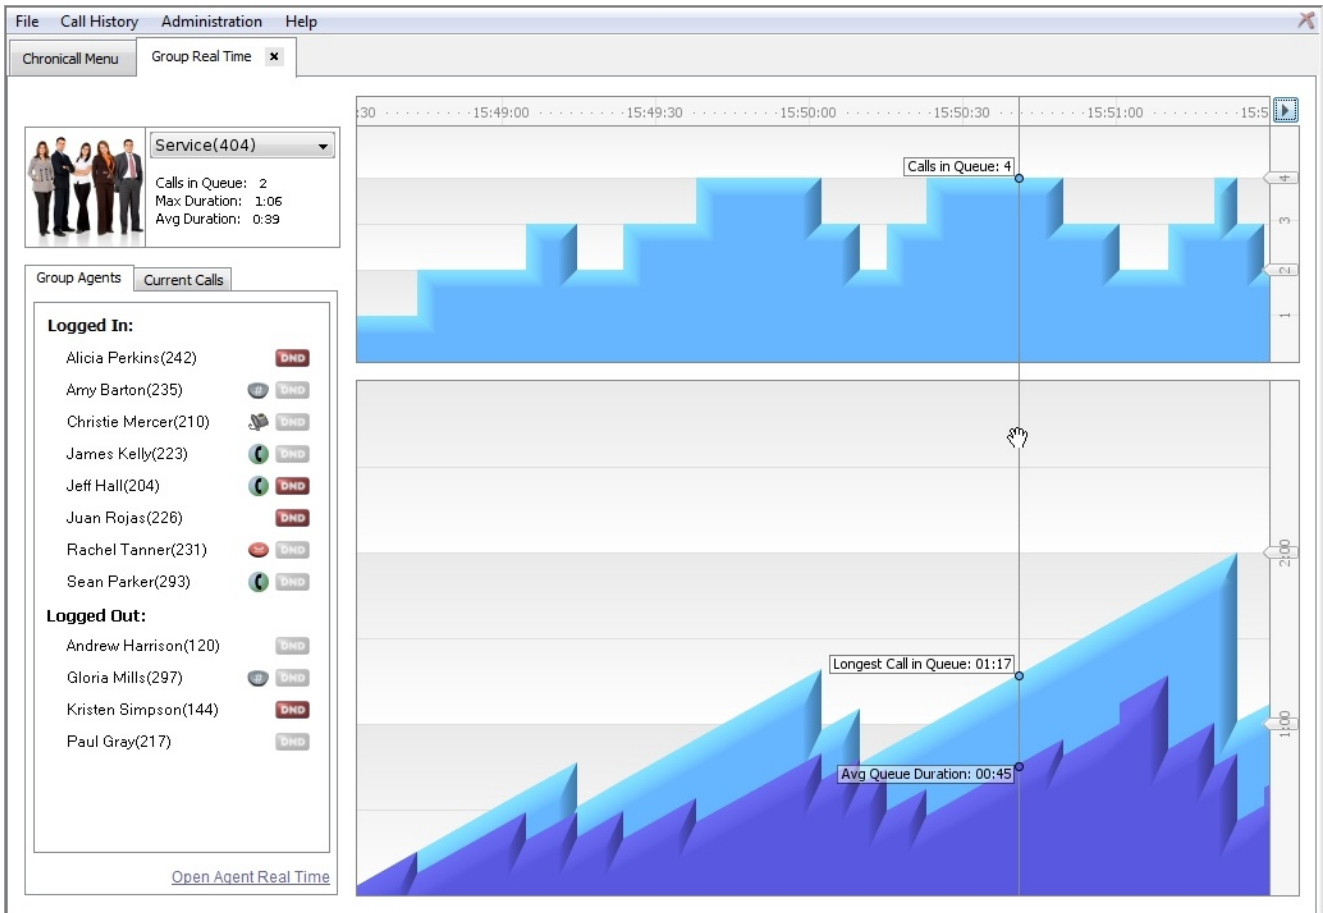 File Call History Administration Help
Chronicall Menu Group Real Time
:30 15:49:00 15:49:30 15:50:00 15:50:30 15:51:00 15:5
Service(404)
Calls in Queue: 2
Max Duration: 1:06
Avg Duration: 0:39
Calls in Queue: 4
4
3
2
1
Group Agents Current Calls
Logged In:
Alicia Perkins(242) DND
Amy Barton(235) # DND
Christie Mercer(210) DND
James Kelly(223) DND
Jeff Hall(204) DND
Juan Rojas(226) DND
Rachel Tanner(231) DND
Sean Parker(293) DND
Logged Out:
Andrew Harrison(120) DND
Gloria Mills(297) # DND
Kristen Simpson(144) DND
Paul Gray(217) DND
Open Agent Real Time
2:00
Longest Call in Queue: 01:17
1:00
Avg Queue Duration: 00:45